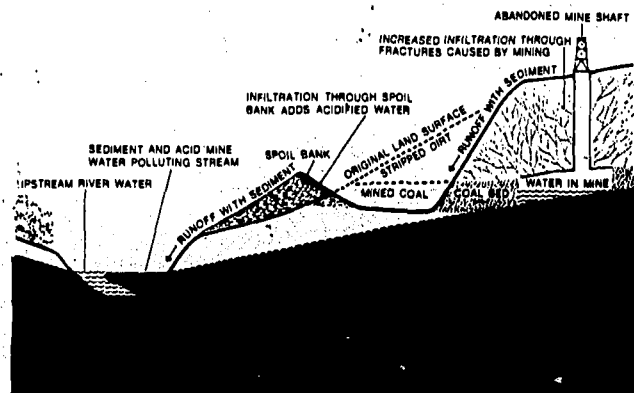 ABANDONED MINE SHAFT
INCREASED INFILTRATION THROUGH
FRACTURES CAUSED BY MINING
INFILTRATION THROUGH SPOIL
BANK ADDS ACIDIFIED WATER
RUNOFF WITH SEDIMENT
ORIGINAL LAND SURFACE
STRIPPED DIRT
SEDIMENT AND ACID MINE
WATER POLLUTING STREAM
SPOIL BANK
UPSTREAM RIVER WATER
RUNOFF WITH SEDIMENT
MINED COAL
COAL BED
WATER IN MINE